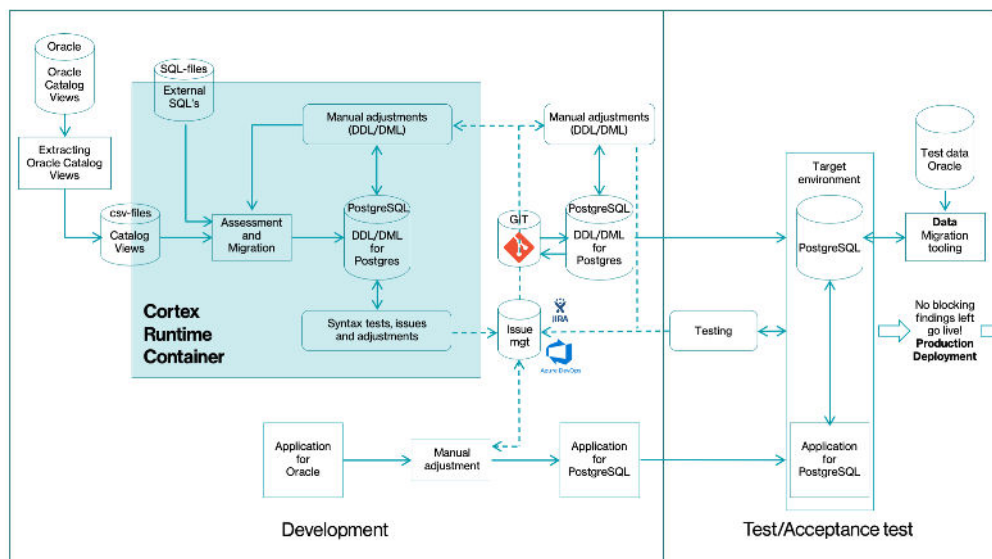 Oracle
Oracle
Catalog
Views
Extracting
Oracle Catalog
Views
csv-files
Catalog
Views
SQL-files
External
SQL's
Manual adjustments
(DDL/DML)
Assessment
and
Migration
PostgreSQL
DDL/DML
for
Postgres
Cortex
Runtime
Container
Syntax tests, issues
and adjustments
Manual adjustments
(DDL/DML)
GIT
PostgreSQL
DDL/DML
for
Postgres
Issue
mgt
JIRA
Azure DevOps
Application
for
Oracle
Manual
adjustment
Application
for
PostgreSQL
Development
Testing
Target
environment
PostgreSQL
Application
for
PostgreSQL
Test data
Oracle
Data
Migration
tooling
No blocking
findings left
go live!
Production
Deployment
Test/Acceptance test